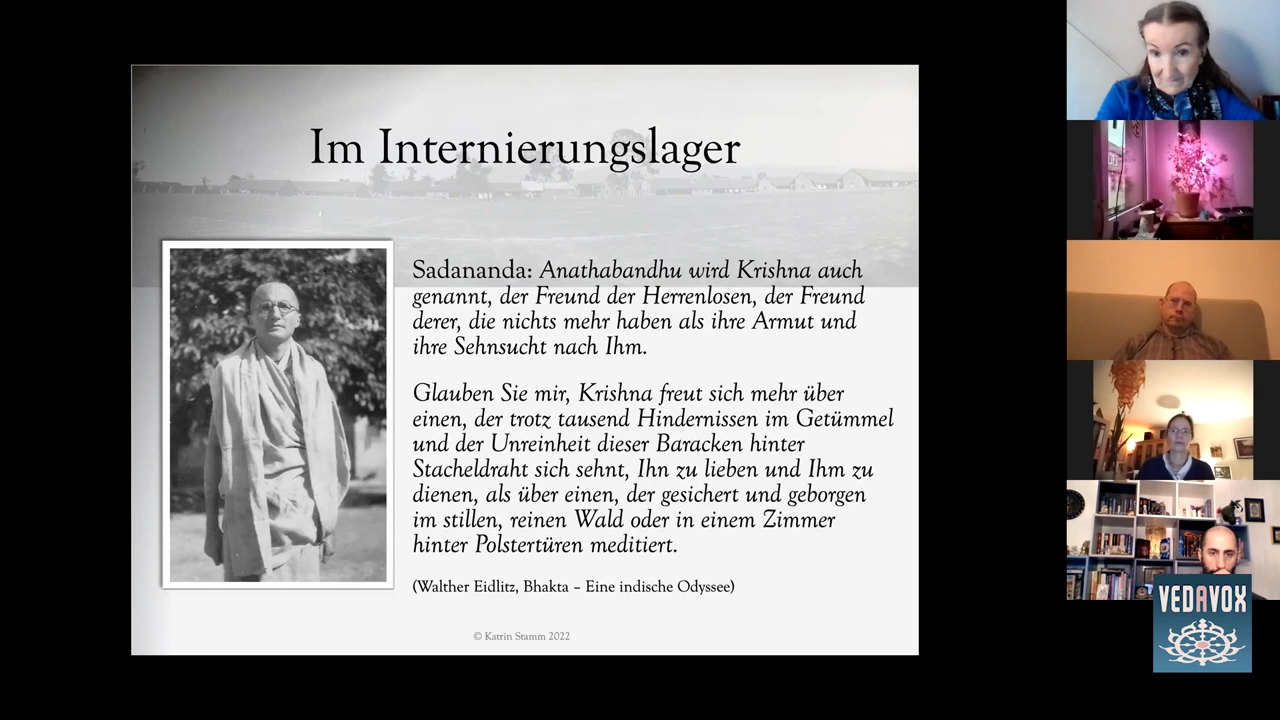 Im Internierungslager
Sadananda: Anathabandhu wird Krishna auch
genannt, der Freund der Herrenlosen, der Freund
derer, die nichts mehr haben als ihre Armut und
ihre Sehnsucht nach Ihm.
Glauben Sie mir, Krishna freut sich mehr über
einen, der trotz tausend Hindernissen im Getümmel
und der Unreinheit dieser Baracken hinter
Stacheldraht sich sehnt, Ihn zu lieben und Ihm zu
dienen, als über einen, der gesichert und geborgen
im stillen, reinen Wald oder in einem Zimmer
hinter Polstertüren meditiert.
(Walther Eidlitz, Bhakta – Eine indische Odyssee)
© Katrin Stamm 2022
VEDAVOX